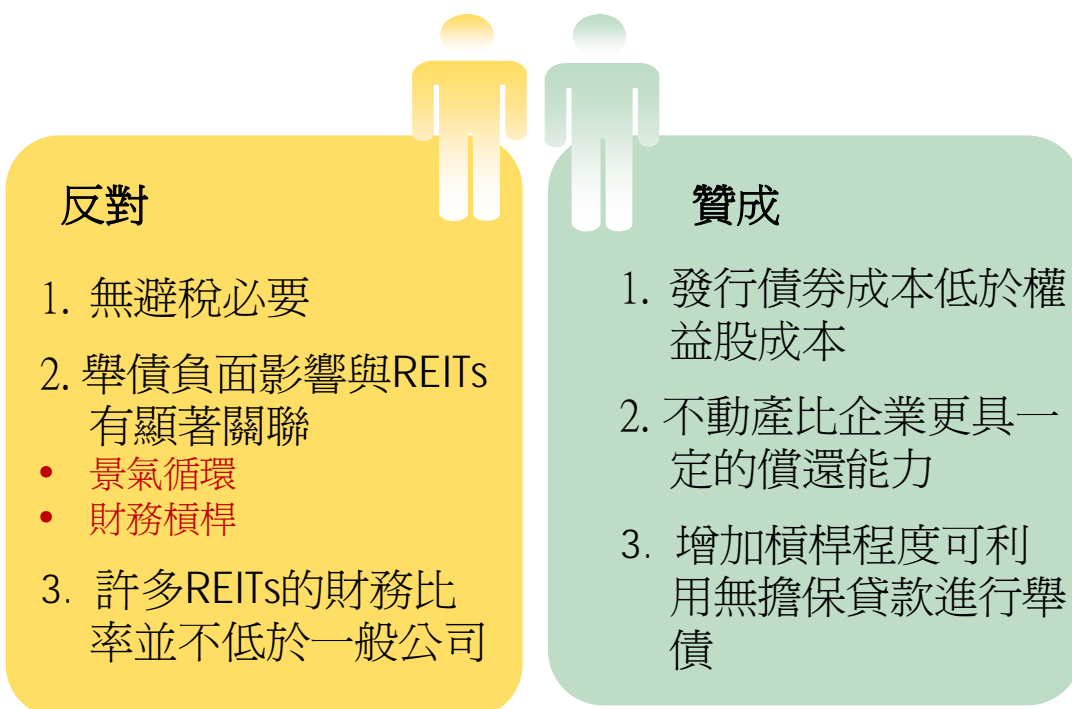 反對
1. 無避稅必要
2. 舉債負面影響與REITs
有顯著關聯
• 景氣循環
• 財務槓桿
3. 許多REITs的財務比
率並不低於一般公司
贊成
1. 發行債券成本低於權
益股成本
2. 不動產比企業更具一
定的償還能力
3. 增加槓桿程度可利
用無擔保貸款進行舉
債